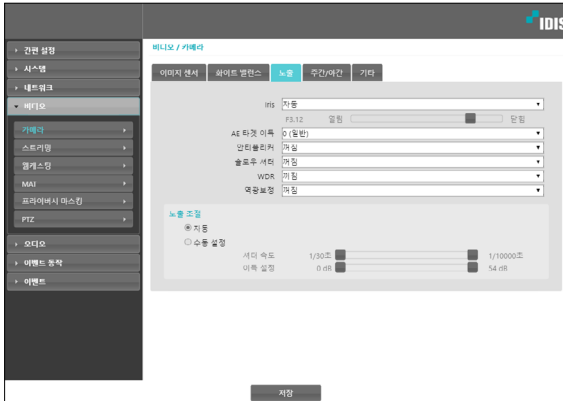 IDIS
비디오 / 카메라
간편 설정
시스템
네트워크
비디오
카메라
스트리밍
웹캐스팅
MAT
프라이버시 마스킹
PTZ
오디오
이벤트 동작
이벤트
이미지 센서 화이트 밸런스 노출 주간/야간 기타
Iris 자동
F3.12 열림 닫힘
AE 타겟 이득 0 (일반)
안티플리커 꺼짐
슬로우 셔터 꺼짐
WDR 꺼짐
역광보정 꺼짐
노출 조절
자동
수동 설정
셔터 속도 1/30초 1/10000초
이득 설정 0 dB 54 dB
저장